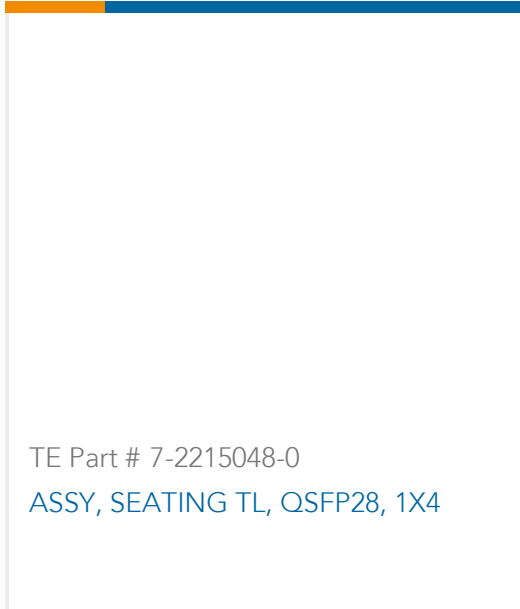 TE Part # 7-2215048-0
ASSY, SEATING TL, QSFP28, 1X4